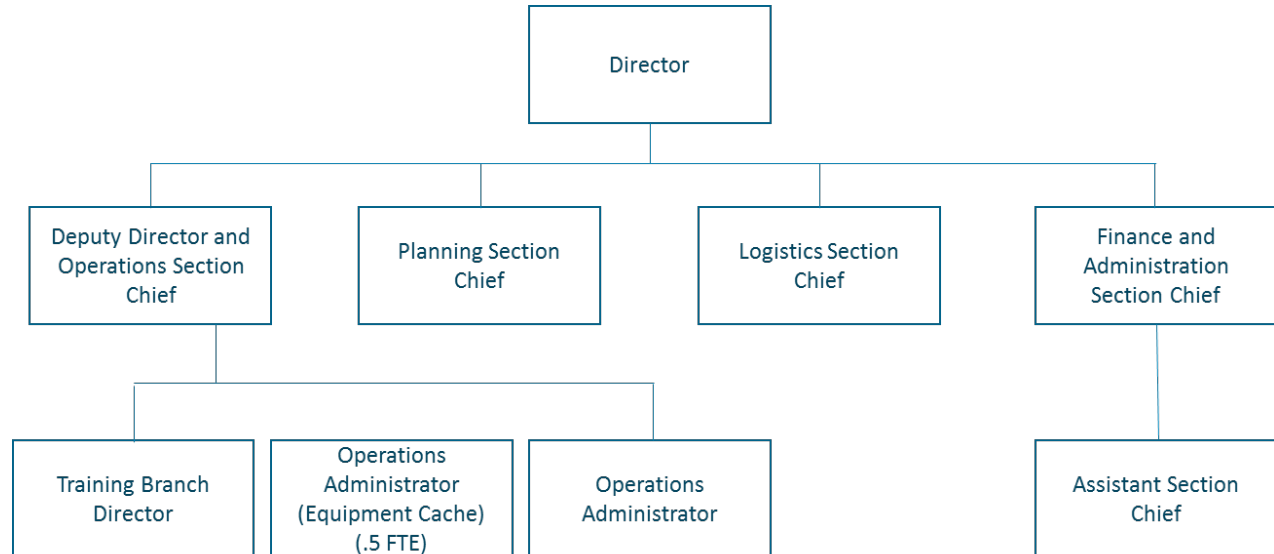 Director
Deputy Director and
Operations Section
Chief
Planning Section
Chief
Logistics Section
Chief
Finance and
Administration
Section Chief
Training Branch
Director
Operations
Administrator
(Equipment Cache)
(.5 FTE)
Operations
Administrator
Assistant Section
Chief